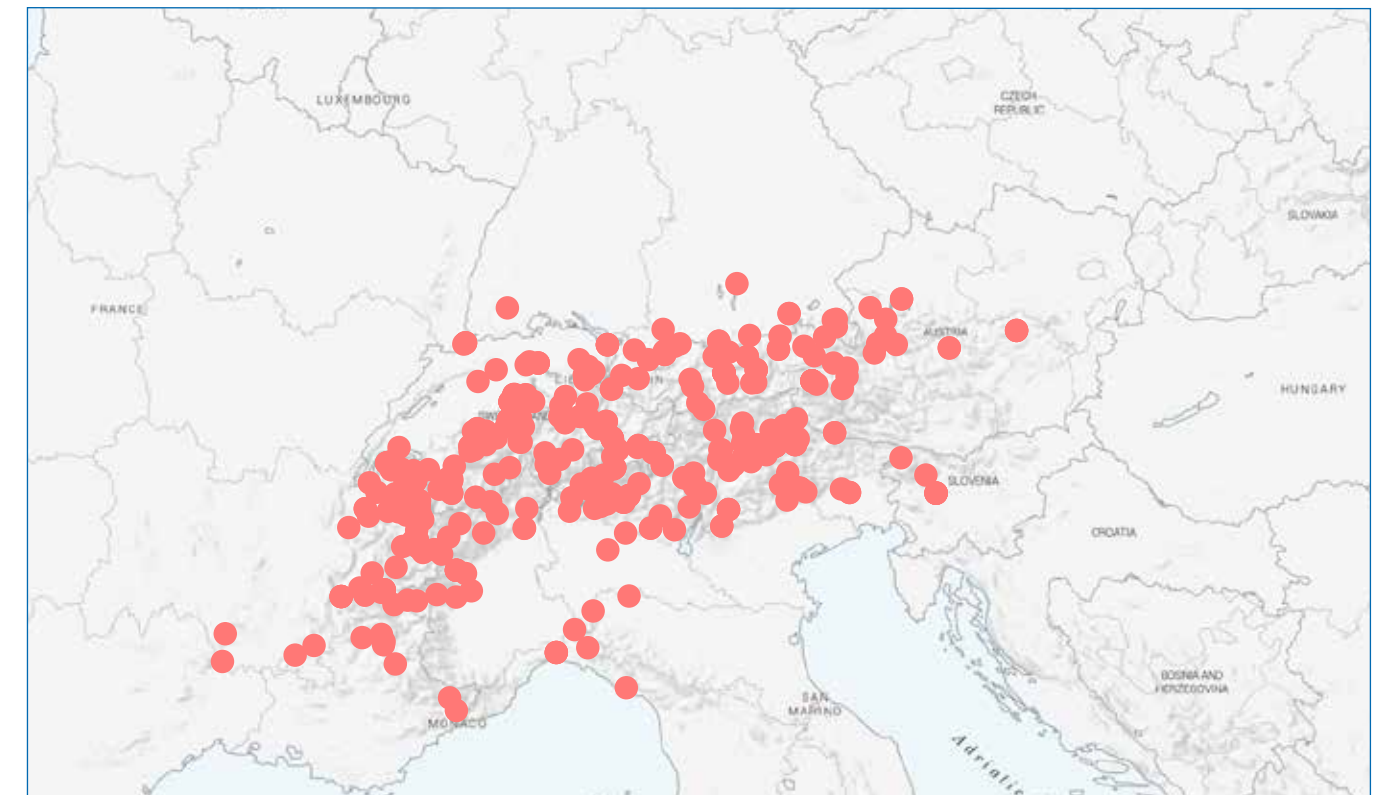 LUXEMBOURG
CZECH
REPUBLIC
SLOVAKIA
FRANCE
AUSTRIA
HUNGARY
SLOVENIA
CROATIA
BOSNIA AND
HERZEGOVINA
SAN
MARINO
MONACO
Adriatic